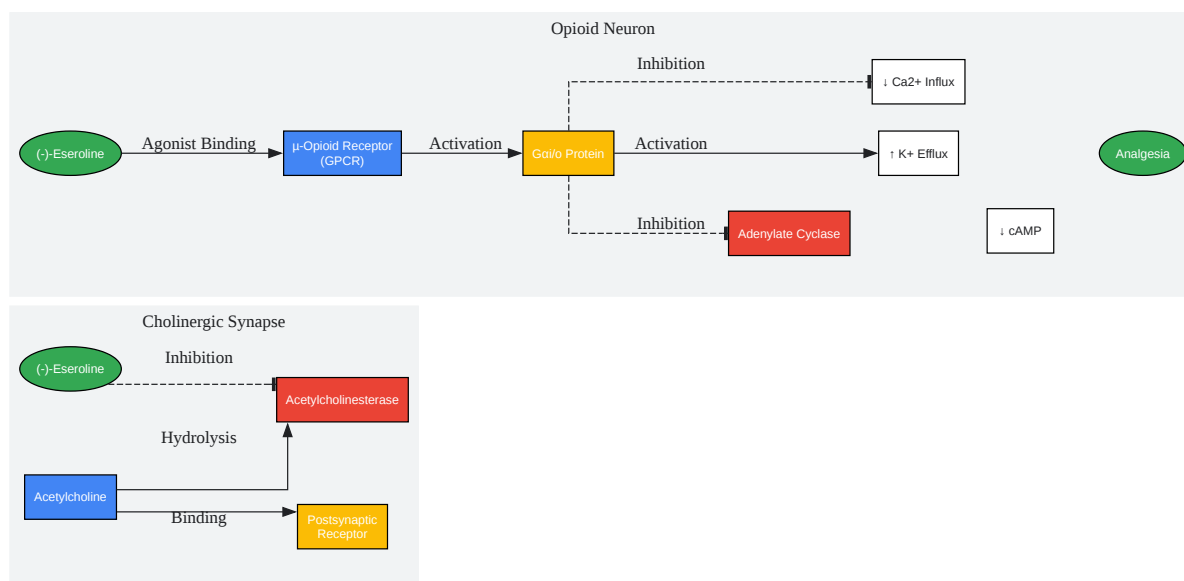 Opioid Neuron
Inhibition
↓ Ca2+ Influx
(-)-Eseroline
Agonist Binding
μ-Opioid Receptor
(GPCR)
Activation
Gαi/o Protein
Activation
↑ K+ Efflux
Analgesia
Inhibition
Adenylate Cyclase
↓ cAMP
Cholinergic Synapse
(-)-Eseroline
Inhibition
Acetylcholinesterase
Hydrolysis
Acetylcholine
Binding
Postsynaptic
Receptor